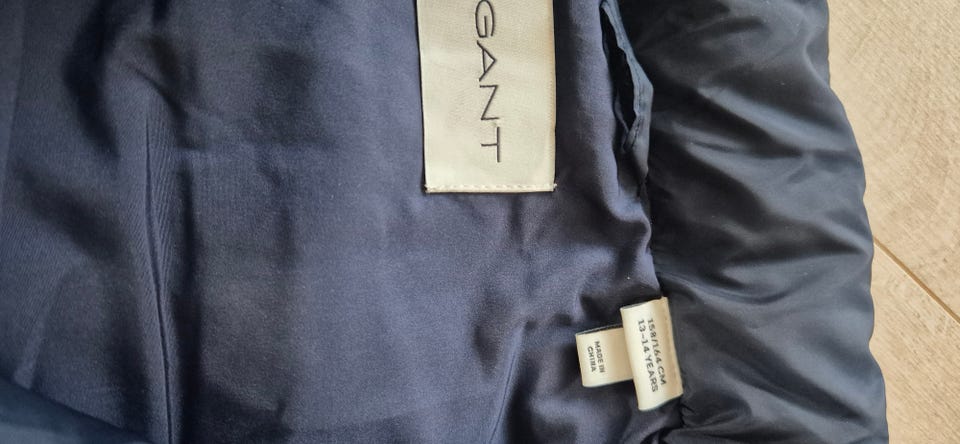 GANT
158/164 CM
13-14 YEARS
MADE IN
CHINA